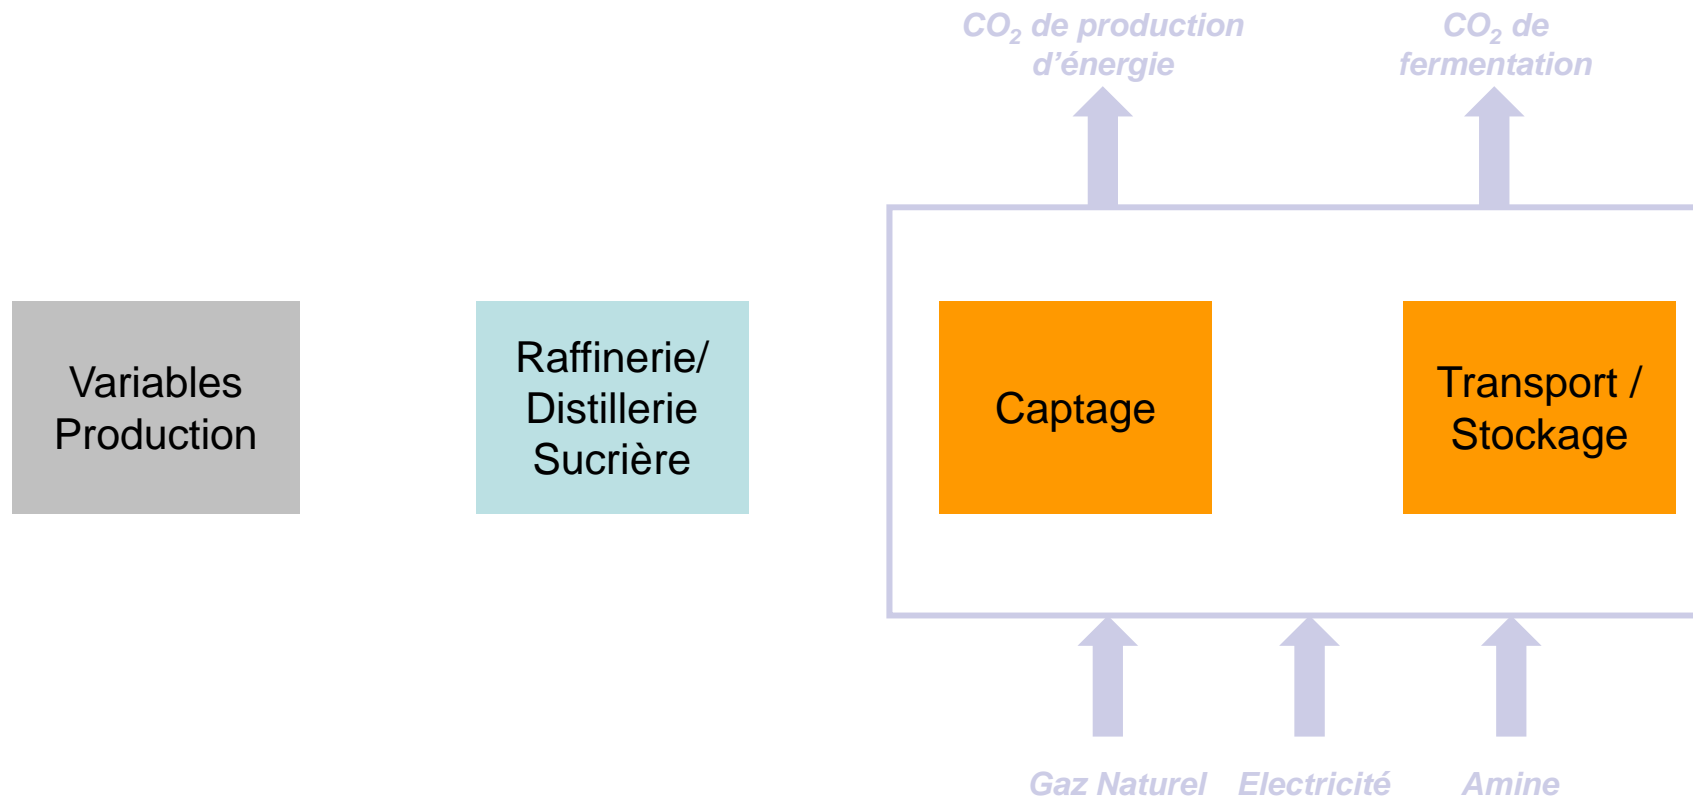 CO₂ de production
d’énergie
CO₂ de
fermentation
Variables
Production
Raffinerie/
Distillerie
Sucrière
Captage
Transport /
Stockage
Gaz Naturel
Electricité
Amine